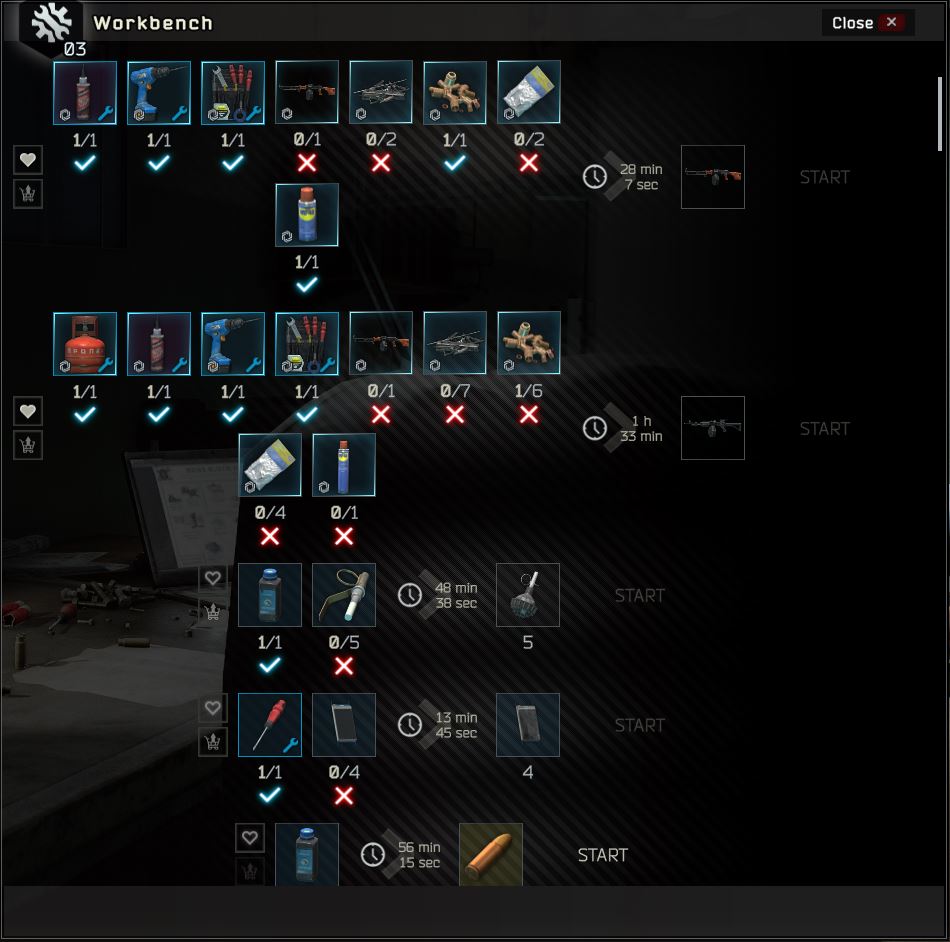 Workbench
Close
03
1/1 1/1 1/1 0/1 0/2 1/1 0/2
28 min
7 sec
START
1/1
1/1 1/1 1/1 1/1 0/1 0/7 1/6
1 h
33 min
START
0/4 0/1
48 min
38 sec
START
1/1 0/5 5
13 min
45 sec
START
1/1 0/4 4
56 min
15 sec
START